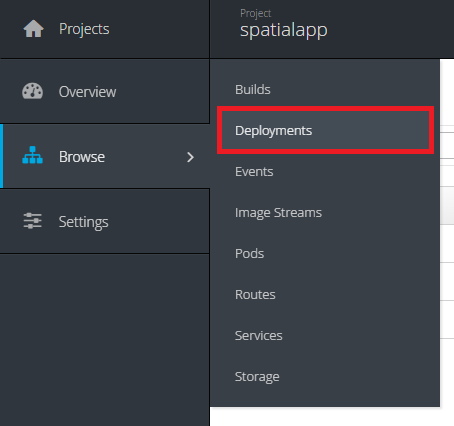 Projects
Project
spatialapp
Overview
Browse
Settings
Builds
Deployments
Events
Image Streams
Pods
Routes
Services
Storage